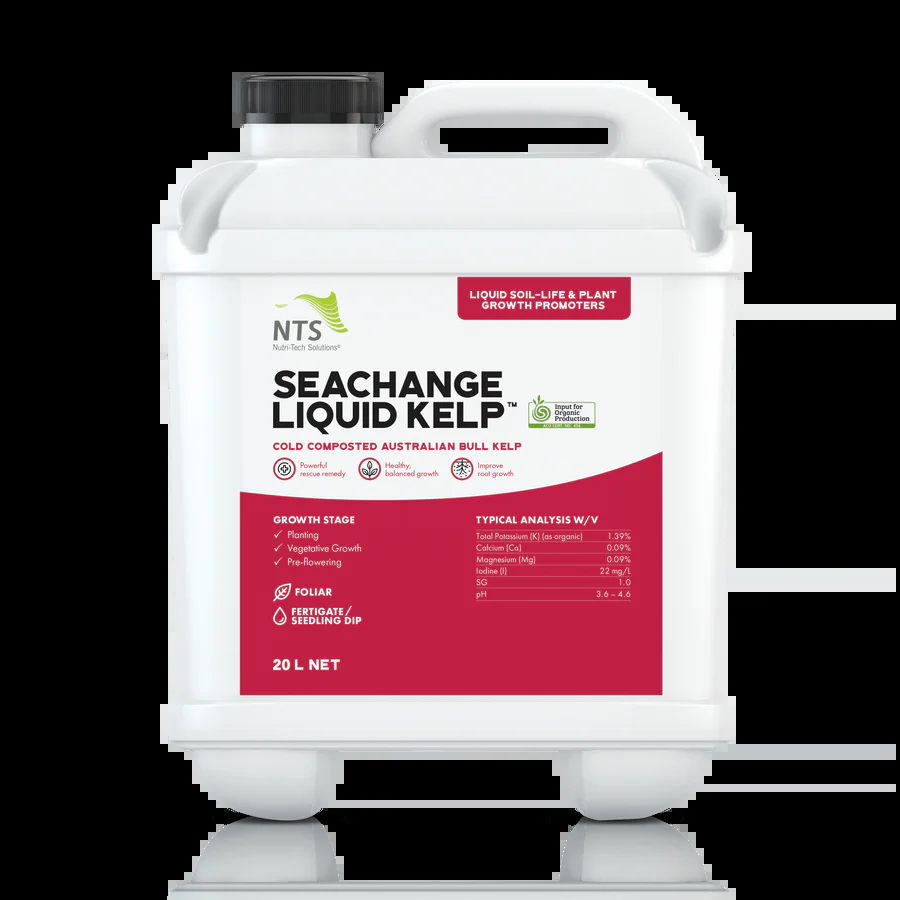 LIQUID SOIL-LIFE & PLANT
GROWTH PROMOTERS
NTS
Nutri-Tech Solutions®
SEACHANGE
LIQUID KELP™
Input for
Organic
Production
COLD COMPOSTED AUSTRALIAN BULL KELP
Powerful
rescue remedy
Healthy,
balanced growth
Improve
root growth
GROWTH STAGE
✓ Planting
✓ Vegetative Growth
✓ Pre-flowering
FOLIAR
FERTIGATE/
SEEDLING DIP
20 L NET
TYPICAL ANALYSIS W/V
Total Potassium (K) (as organic) 1.39%
Calcium (Ca) 0.09%
Magnesium (Mg) 0.09%
Iodine (I) 22 mg/L
SG 1.0
pH 3.6 – 4.6